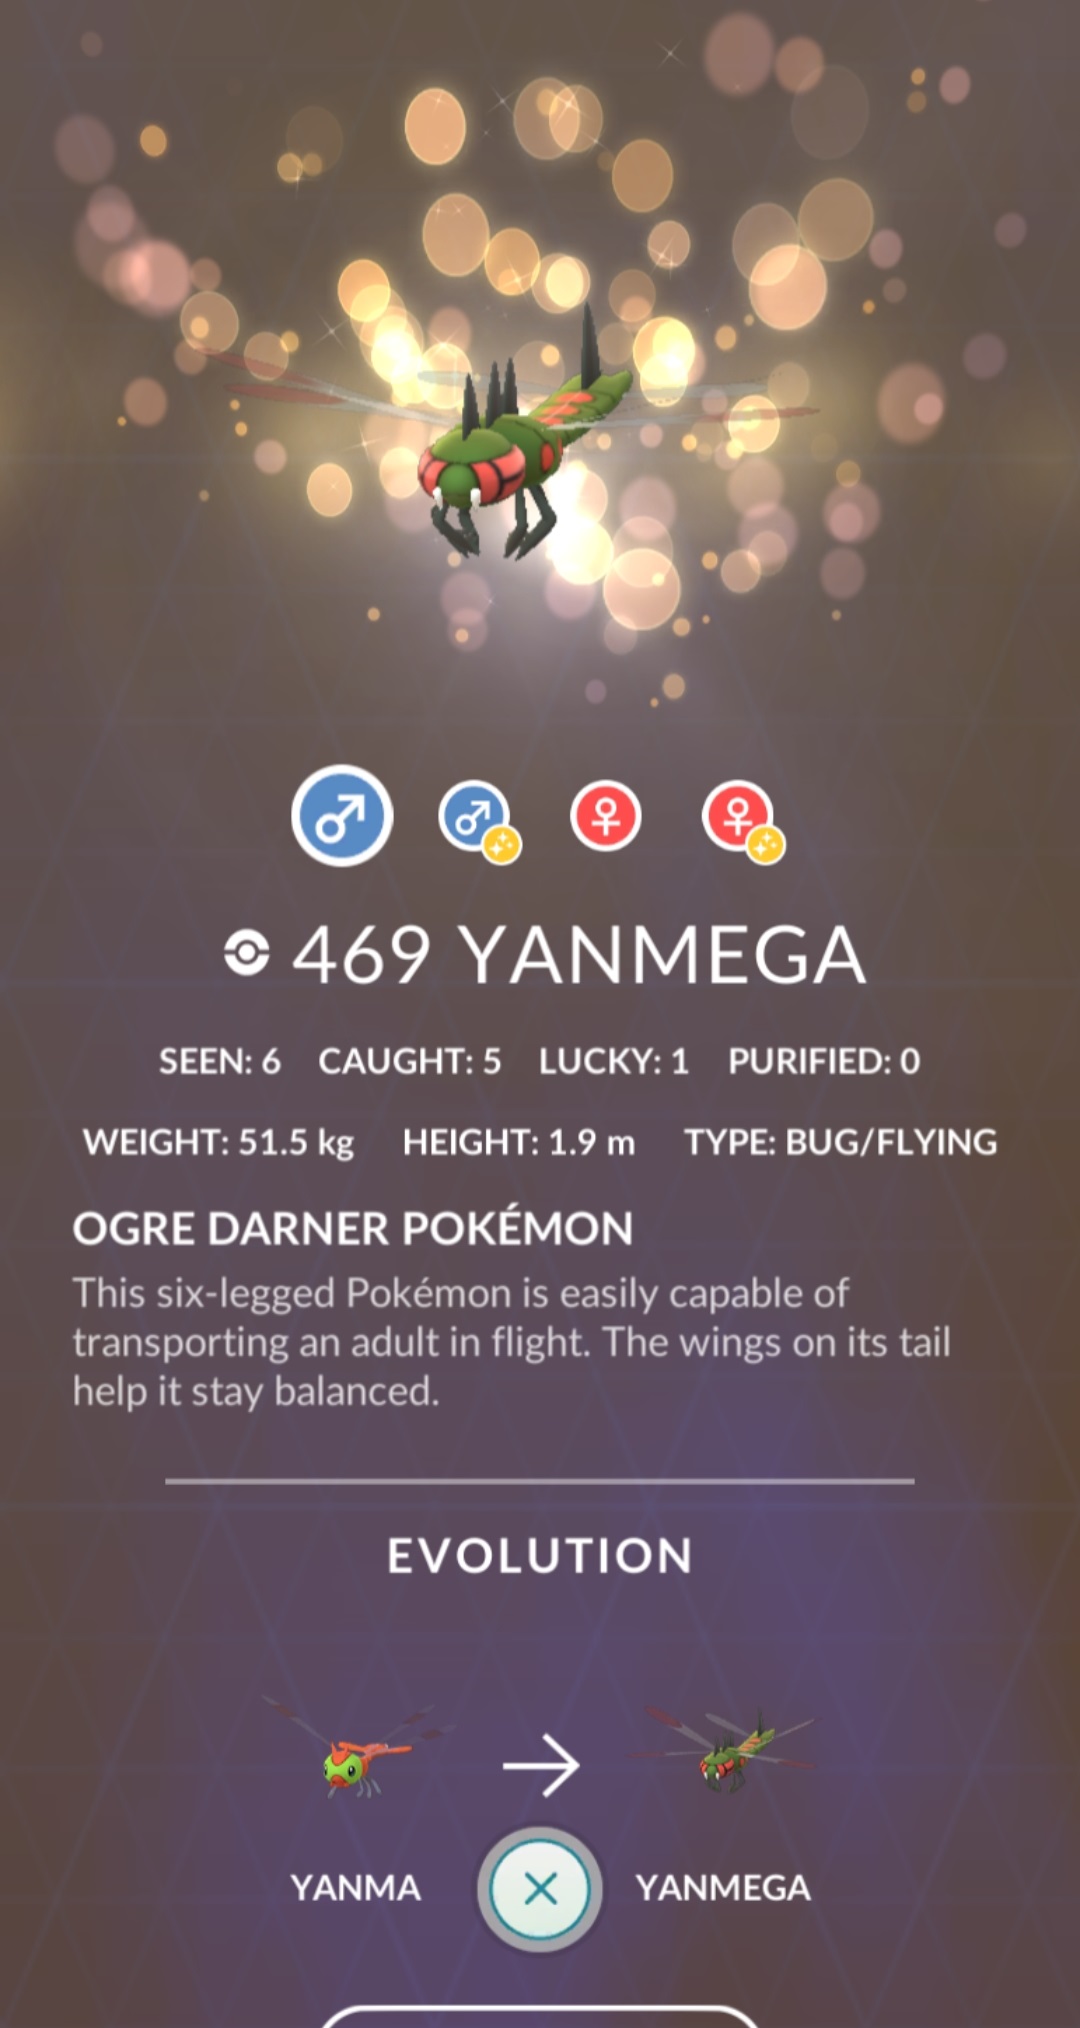 469 YANMEGA
SEEN: 6 CAUGHT: 5 LUCKY: 1 PURIFIED: 0
WEIGHT: 51.5 kg HEIGHT: 1.9 m TYPE: BUG/FLYING
OGRE DARNER POKÉMON
This six-legged Pokémon is easily capable of
transporting an adult in flight. The wings on its tail
help it stay balanced.
EVOLUTION
YANMA YANMEGA